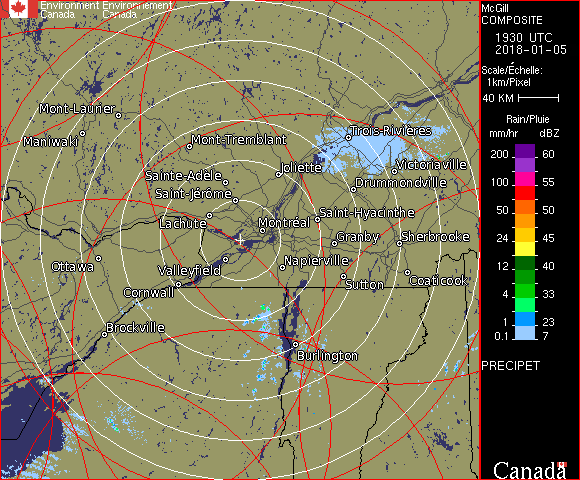 Environment Environnement
Canada Canada
McGill
COMPOSITE
1930 UTC
2018-01-05
Scale/Échelle:
1km/Pixel
40 KM
Rain/Pluie
mm/hr dBZ
200 60
100 55
50 50
24 45
12 40
4 33
1 23
0.1 7
PRECIPET
Canada
Mont-Laurier
Maniwaki
Mont-Tremblant
Trois-Rivières
Joliette
Victoriaville
Sainte-Adèle
Drummondville
Saint-Jérôme
Saint-Hyacinthe
Lachute
Montréal
Granby
Sherbrooke
Ottawa
Valleyfield
Napierville
Sutton
Coaticook
Cornwall
Brockville
Burlington